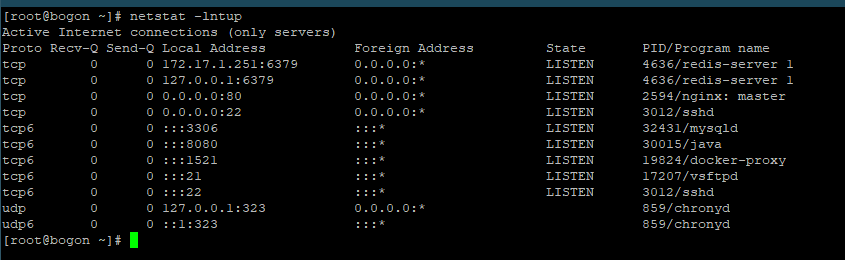 [root@bogon ~]# netstat -lntup
Active Internet connections (only servers)
Proto Recv-Q Send-Q Local Address           Foreign Address         State       PID/Program name
tcp        0      0 172.17.1.251:6379       0.0.0.0:*               LISTEN      4636/redis-server 1
tcp        0      0 127.0.0.1:6379          0.0.0.0:*               LISTEN      4636/redis-server 1
tcp        0      0 0.0.0.0:80              0.0.0.0:*               LISTEN      2594/nginx: master
tcp        0      0 0.0.0.0:22              0.0.0.0:*               LISTEN      3012/sshd
tcp6       0      0 :::3306                 :::*                    LISTEN      32431/mysqld
tcp6       0      0 :::8080                 :::*                    LISTEN      30015/java
tcp6       0      0 :::1521                 :::*                    LISTEN      19824/docker-proxy
tcp6       0      0 :::21                   :::*                    LISTEN      17207/vsftpd
tcp6       0      0 :::22                   :::*                    LISTEN      3012/sshd
udp        0      0 127.0.0.1:323           0.0.0.0:*                           859/chronyd
udp6       0      0 ::1:323                 :::*                                859/chronyd
[root@bogon ~]#